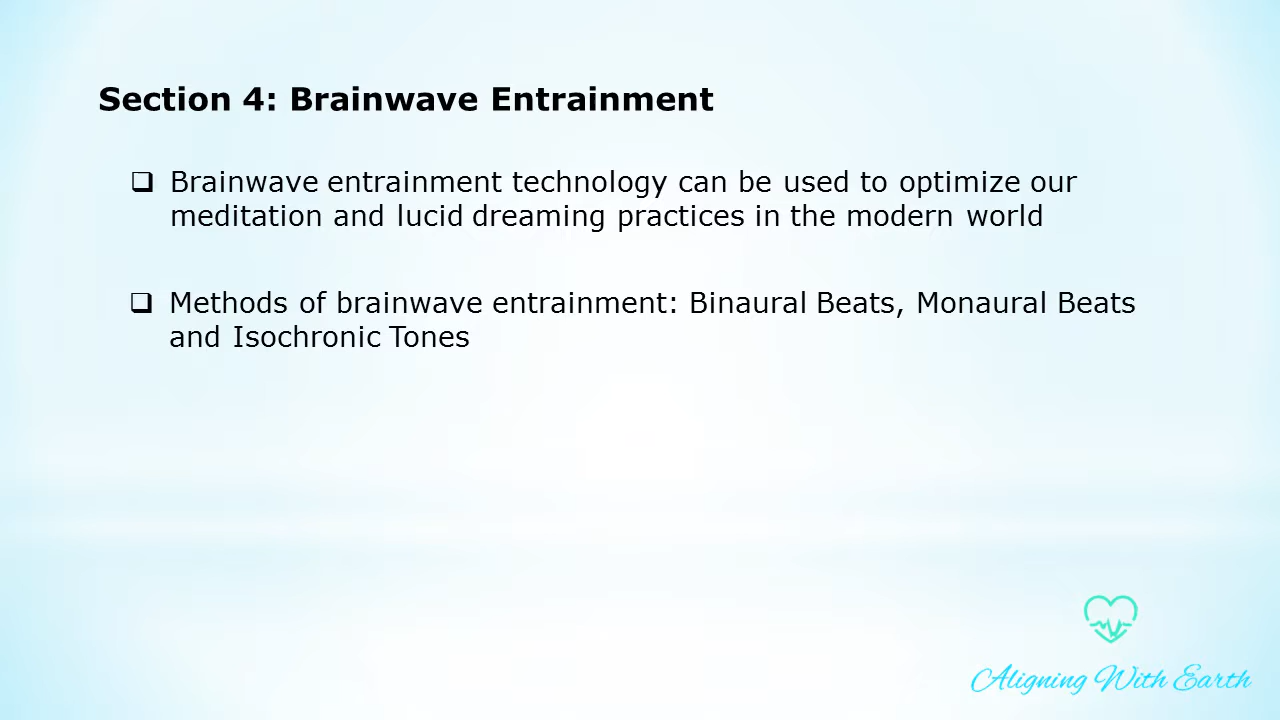 Section 4: Brainwave Entrainment
❑ Brainwave entrainment technology can be used to optimize our
meditation and lucid dreaming practices in the modern world
❑ Methods of brainwave entrainment: Binaural Beats, Monaural Beats
and Isochronic Tones
Aligning With Earth